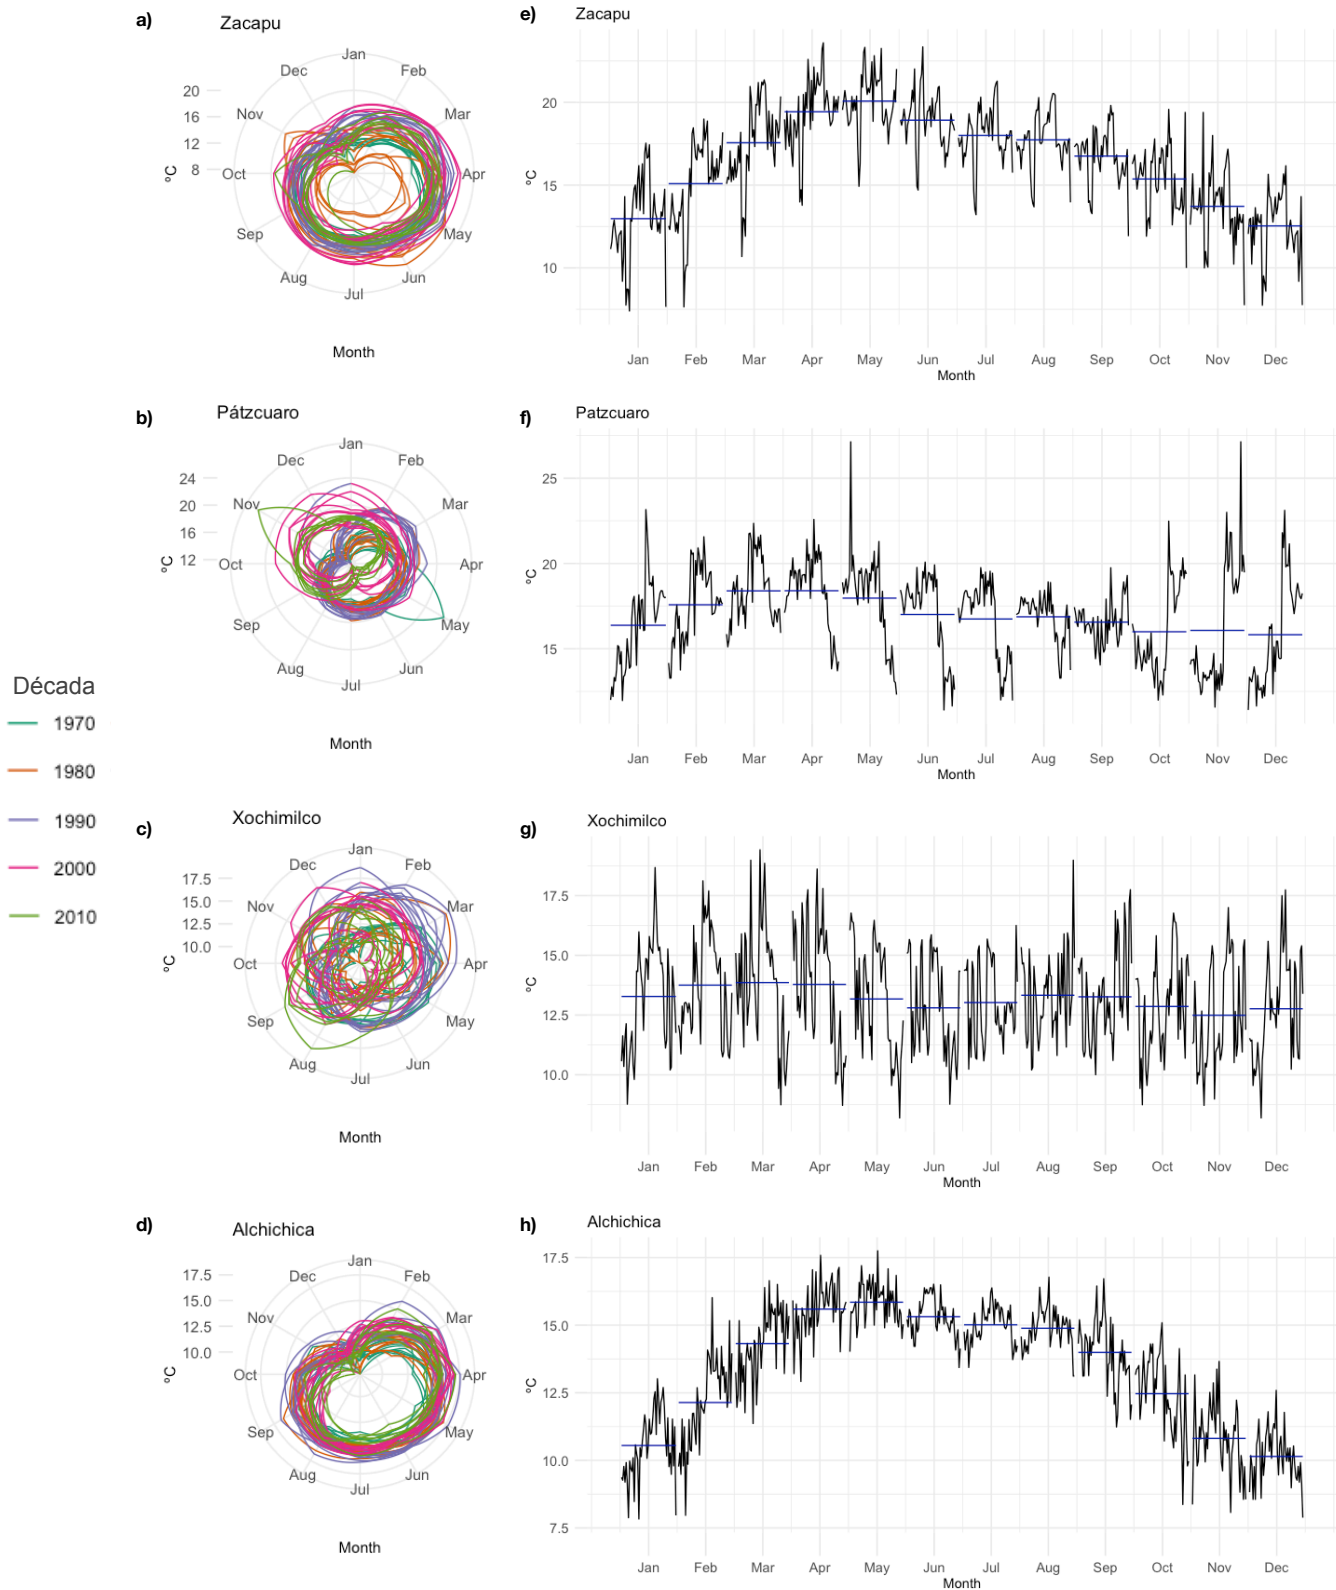 a)
Zacapu
Jan
Feb
Mar
Apr
May
Jun
Jul
Aug
Sep
Oct
Nov
Dec
20
16
12
8
°C
Month
e)
Zacapu
20
15
10
°C
Jan Feb Mar Apr May Jun Jul Aug Sep Oct Nov Dec
Month
b)
Pátzcuaro
Jan
Feb
Mar
Apr
May
Jun
Jul
Aug
Sep
Oct
Nov
Dec
24
20
16
12
°C
Month
f)
Patzcuaro
25
20
15
°C
Jan Feb Mar Apr May Jun Jul Aug Sep Oct Nov Dec
Month
Década
1970
1980
1990
2000
2010
c)
Xochimilco
Jan
Feb
Mar
Apr
May
Jun
Jul
Aug
Sep
Oct
Nov
Dec
17.5
15.0
12.5
10.0
°C
Month
g)
Xochimilco
17.5
15.0
12.5
10.0
°C
Jan Feb Mar Apr May Jun Jul Aug Sep Oct Nov Dec
Month
d)
Alchichica
Jan
Feb
Mar
Apr
May
Jun
Jul
Aug
Sep
Oct
Nov
Dec
17.5
15.0
12.5
10.0
°C
Month
h)
Alchichica
17.5
15.0
12.5
10.0
7.5
°C
Jan Feb Mar Apr May Jun Jul Aug Sep Oct Nov Dec
Month